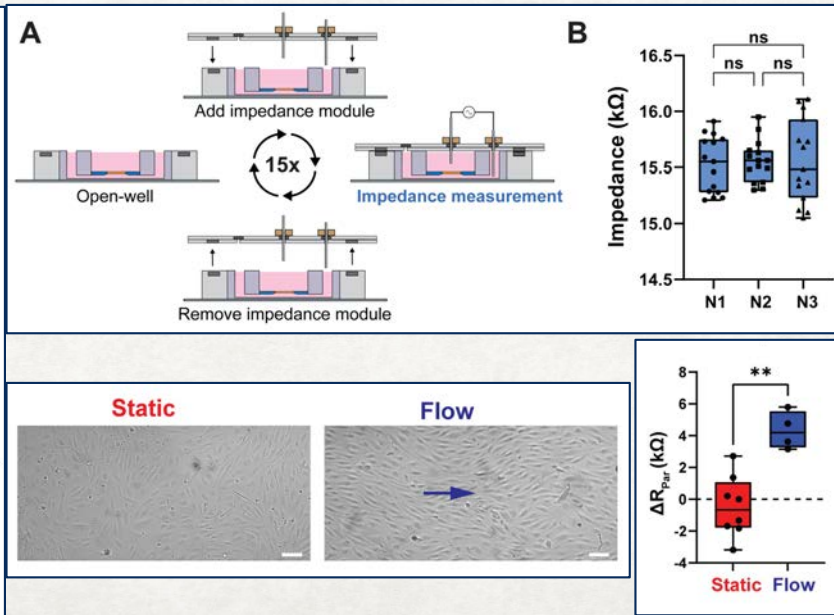 A
Add impedance module
Open-well
15x
Impedance measurement
Remove impedance module
B
ns
ns
ns
Impedance (kΩ)
16.5
16.0
15.5
15.0
14.5
N1
N2
N3
Static
Flow
**
ΔR_Par (kΩ)
8
6
4
2
0
-2
-4
Static
Flow